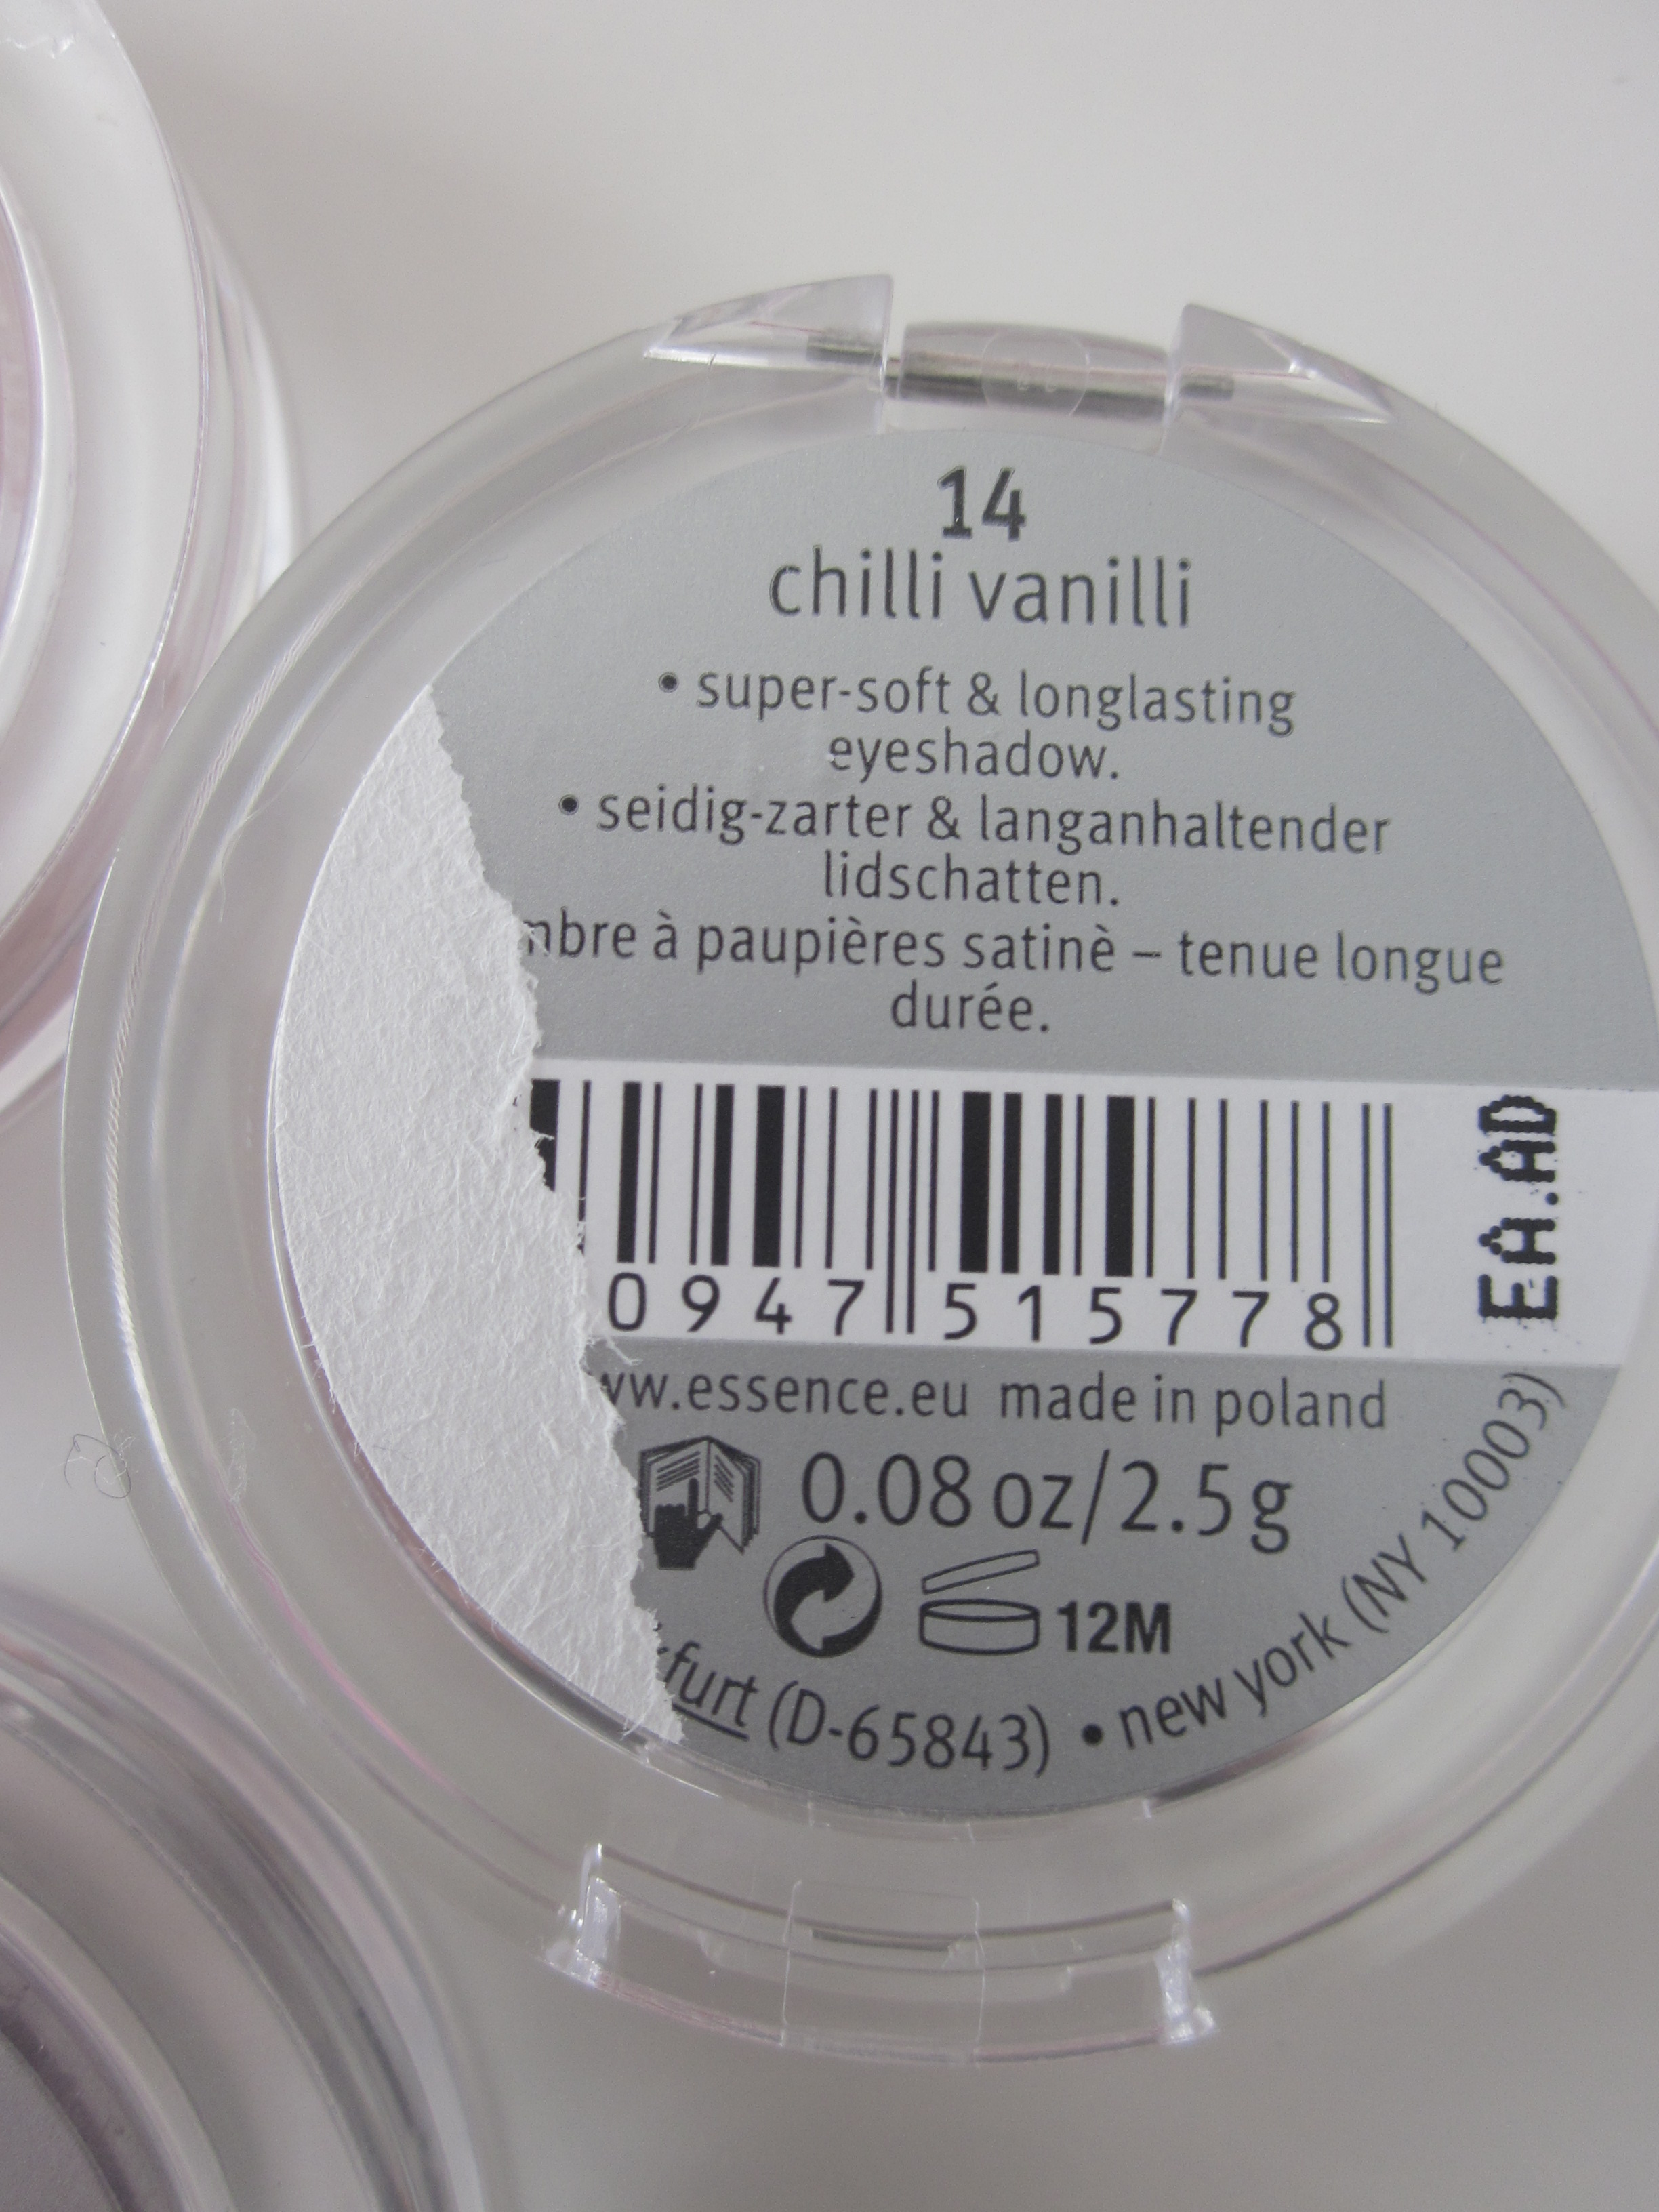 14
chilli vanilli
• super-soft & longlasting
eyeshadow.
• seidig-zarter & langanhaltender
lidschatten.
mbre à paupières satinè – tenue longue
durée.
0947 515778
EA.AD
ww.essence.eu made in poland
0.08 oz/2.5 g
12M
furt (D-65843) • new york (NY 10003)